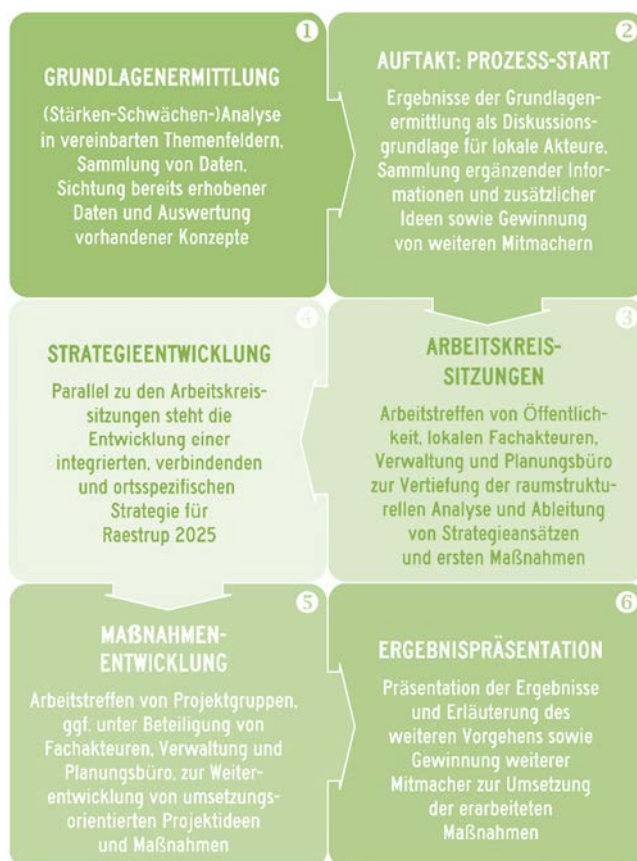 1
GRUNDLAGENERMITTLUNG
(Stärken-Schwächen-)Analyse
in vereinbarten Themenfeldern,
Sammlung von Daten,
Sichtung bereits erhobener
Daten und Auswertung
vorhandener Konzepte
2
AUFTAKT: PROZESS-START
Ergebnisse der Grundlagen-
ermittlung als Diskussions-
grundlage für lokale Akteure,
Sammlung ergänzender Infor-
mationen und zusätzlicher
Ideen sowie Gewinnung
von weiteren Mitmachern
3
ARBEITSKREIS-
SITZUNGEN
Arbeitstreffen von Öffentlich-
keit, lokalen Fachakteuren,
Verwaltung und Planungsbüro
zur Vertiefung der raumstruktu-
rellen Analyse und Ableitung
von Strategieansätzen
und ersten Maßnahmen
4
STRATEGIEENTWICKLUNG
Parallel zu den Arbeitskreis-
sitzungen steht die
Entwicklung einer
integrierten, verbindenden
und ortsspezifischen
Strategie für
Raestrup 2025
5
MAßNAHMEN-
ENTWICKLUNG
Arbeitstreffen von Projektgruppen,
ggf. unter Beteiligung von
Fachakteuren, Verwaltung und
Planungsbüro, zur Weiter-
entwicklung von umsetzungs-
orientierten Projektideen
und Maßnahmen
6
ERGEBNISPRÄSENTATION
Präsentation der Ergebnisse
und Erläuterung des
weiteren Vorgehens sowie
Gewinnung weiterer
Mitmacher zur Umsetzung
der erarbeiteten
Maßnahmen